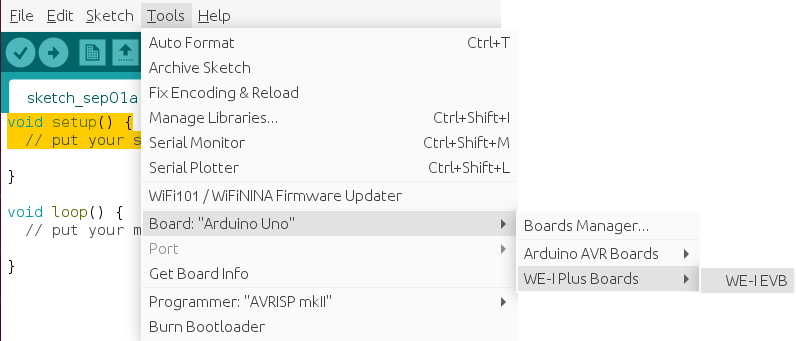 File Edit Sketch Tools Help
Auto Format Ctrl+T
Archive Sketch
Fix Encoding & Reload
Manage Libraries... Ctrl+Shift+I
Serial Monitor Ctrl+Shift+M
Serial Plotter Ctrl+Shift+L
WiFi101 / WiFiNINA Firmware Updater
Board: "Arduino Uno"
Port
Get Board Info
Programmer: "AVRISP mkII"
Burn Bootloader
Boards Manager...
Arduino AVR Boards
WE-I Plus Boards
WE-I EVB
sketch_sep01a
void setup() {
// put your s
}
void loop() {
// put your m
}